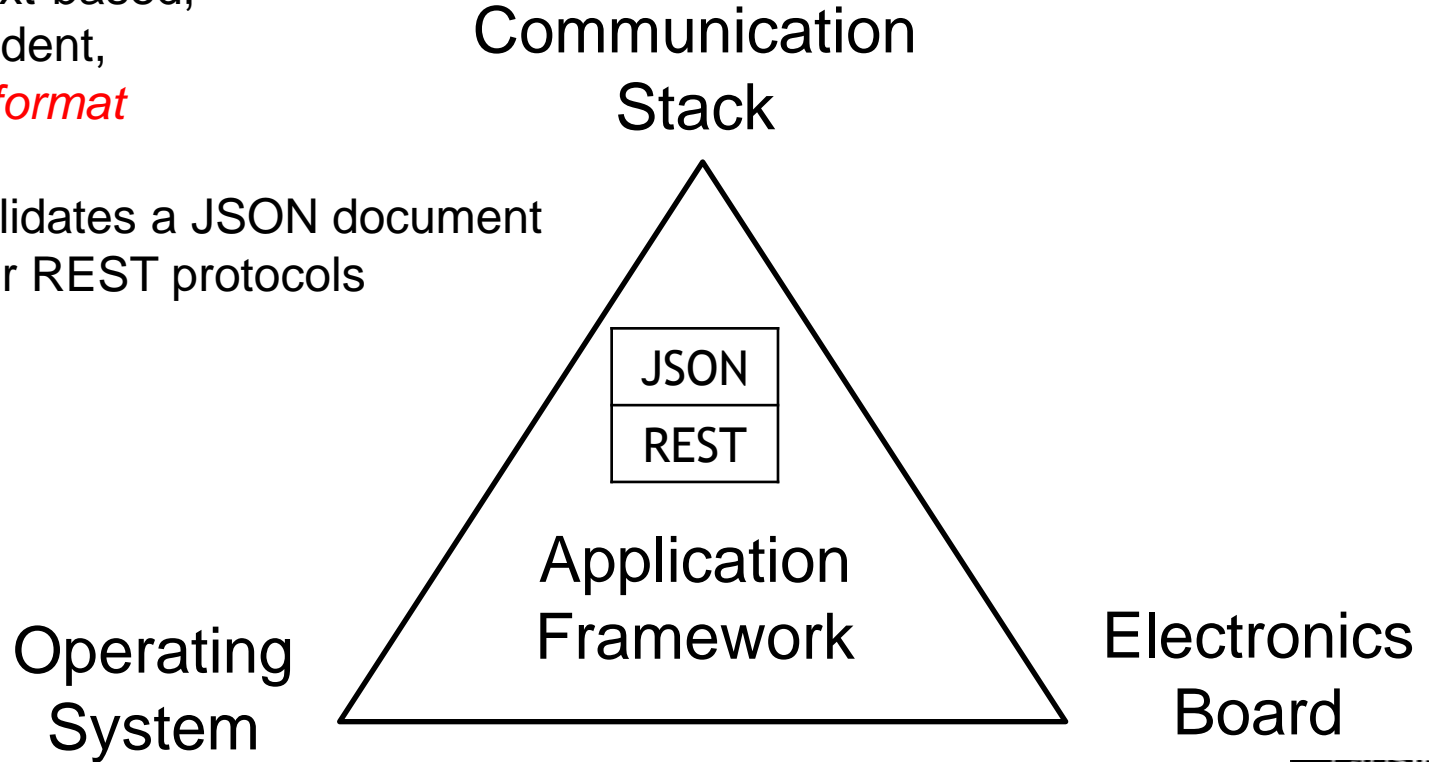 dent,
format
Communication
Stack
lidates a JSON document
r REST protocols
JSON
REST
Application
Framework
Operating
System
Electronics
Board